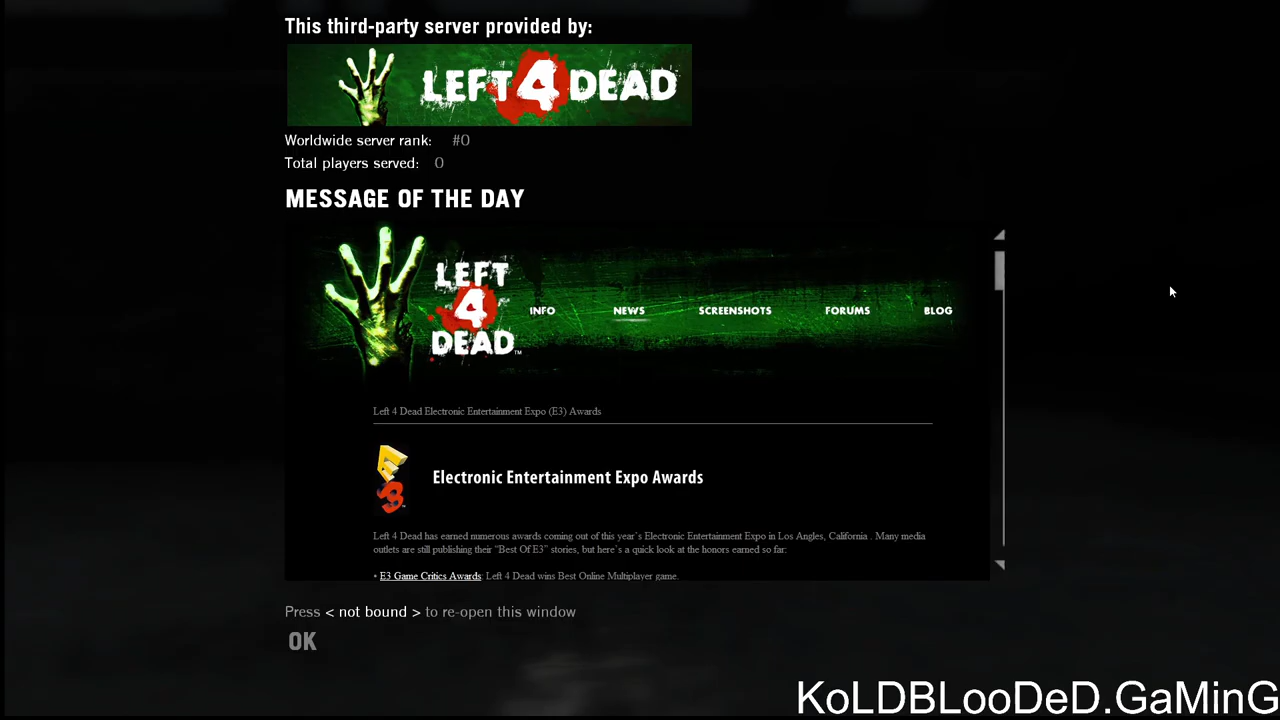 This third-party server provided by:
LEFT 4 DEAD
Worldwide server rank: #0
Total players served: 0
MESSAGE OF THE DAY
LEFT
4
DEAD™
INFO NEWS SCREENSHOTS FORUMS BLOG
Left 4 Dead Electronic Entertainment Expo (E3) Awards
E3 Electronic Entertainment Expo Awards
Left 4 Dead has earned numerous awards coming out of this year`s Electronic Entertainment Expo in Los Angles, California . Many media
outlets are still publishing their "Best Of E3" stories, but here`s a quick look at the honors earned so far:
• E3 Game Critics Awards: Left 4 Dead wins Best Online Multiplayer game.
Press < not bound > to re-open this window
OK
KoLDBLooDeD.GaMinG